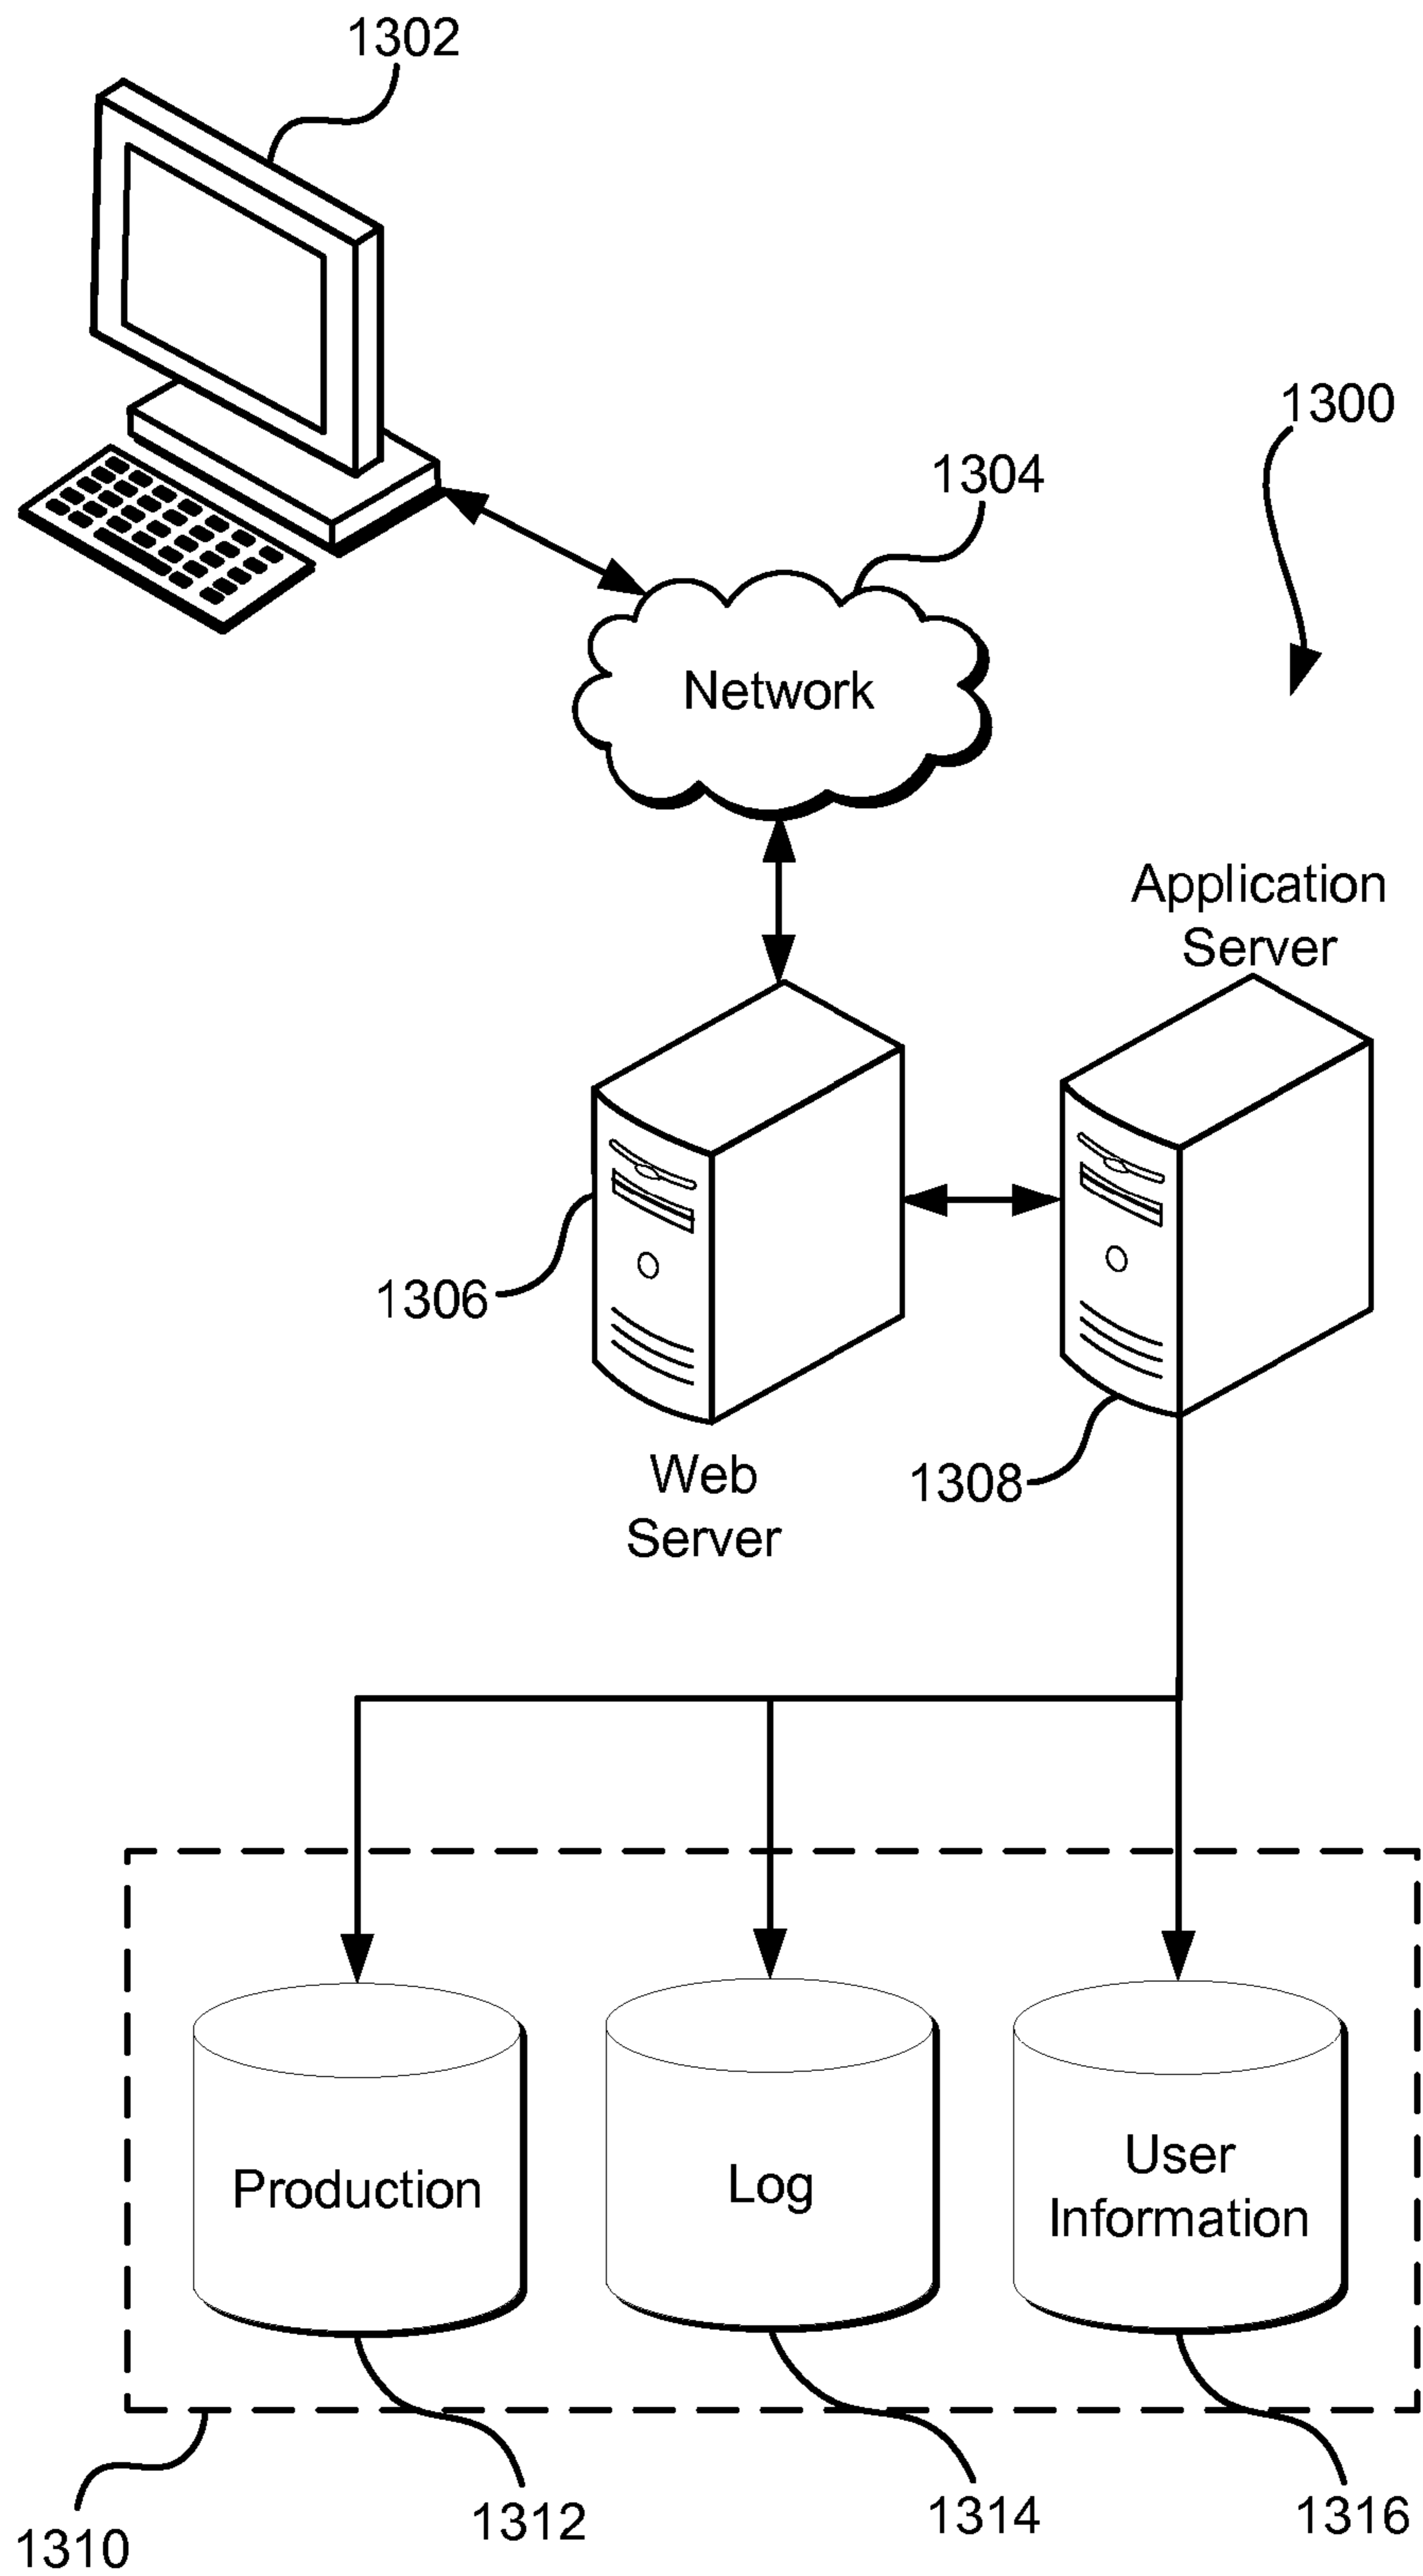 1302
1300
1304
Network
Application
Server
1306
Web
Server
1308
Production
Log
User
Information
1310
1312
1314
1316